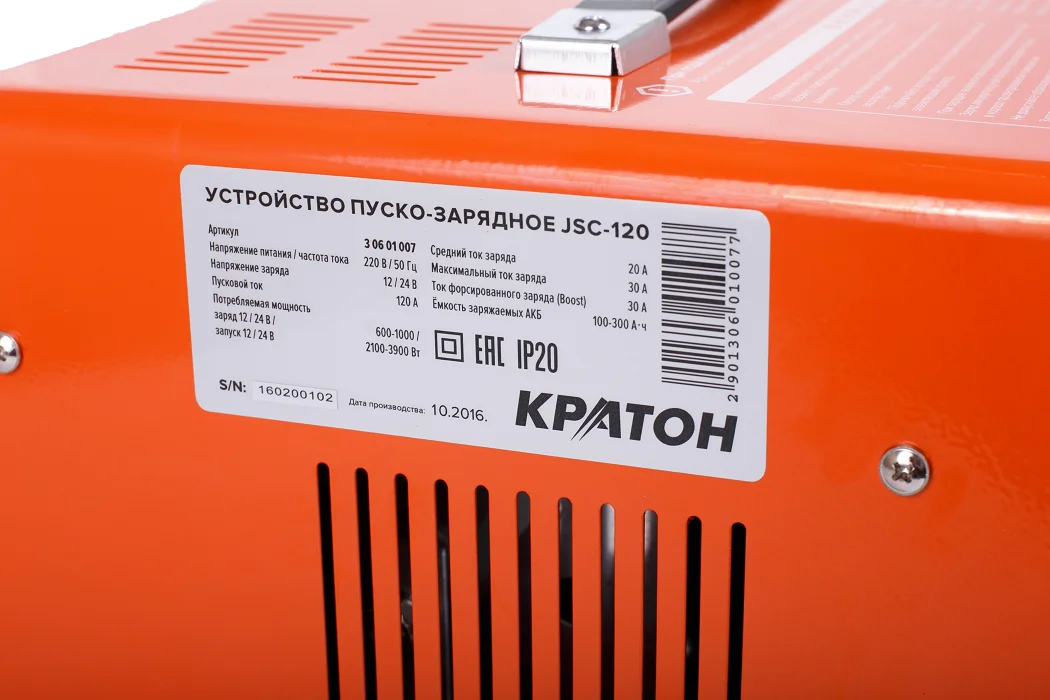 УСТРОЙСТВО ПУСКО-ЗАРЯДНОЕ JSC-120
Артикул 3 06 01 007
Напряжение питания / частота тока 220 В / 50 Гц
Напряжение заряда 12 / 24 В
Пусковой ток 120 А
Потребляемая мощность
заряд 12 / 24 В / 600-1000 /
запуск 12 / 24 В 2100-3900 Вт
Средний ток заряда 20 А
Максимальный ток заряда 30 А
Ток форсированного заряда (Boost) 30 А
Ёмкость заряжаемых АКБ 100-300 А·ч
EAC IP20
2 901306 010077
S/N: 160200102
Дата производства: 10.2016.
КРАТОН